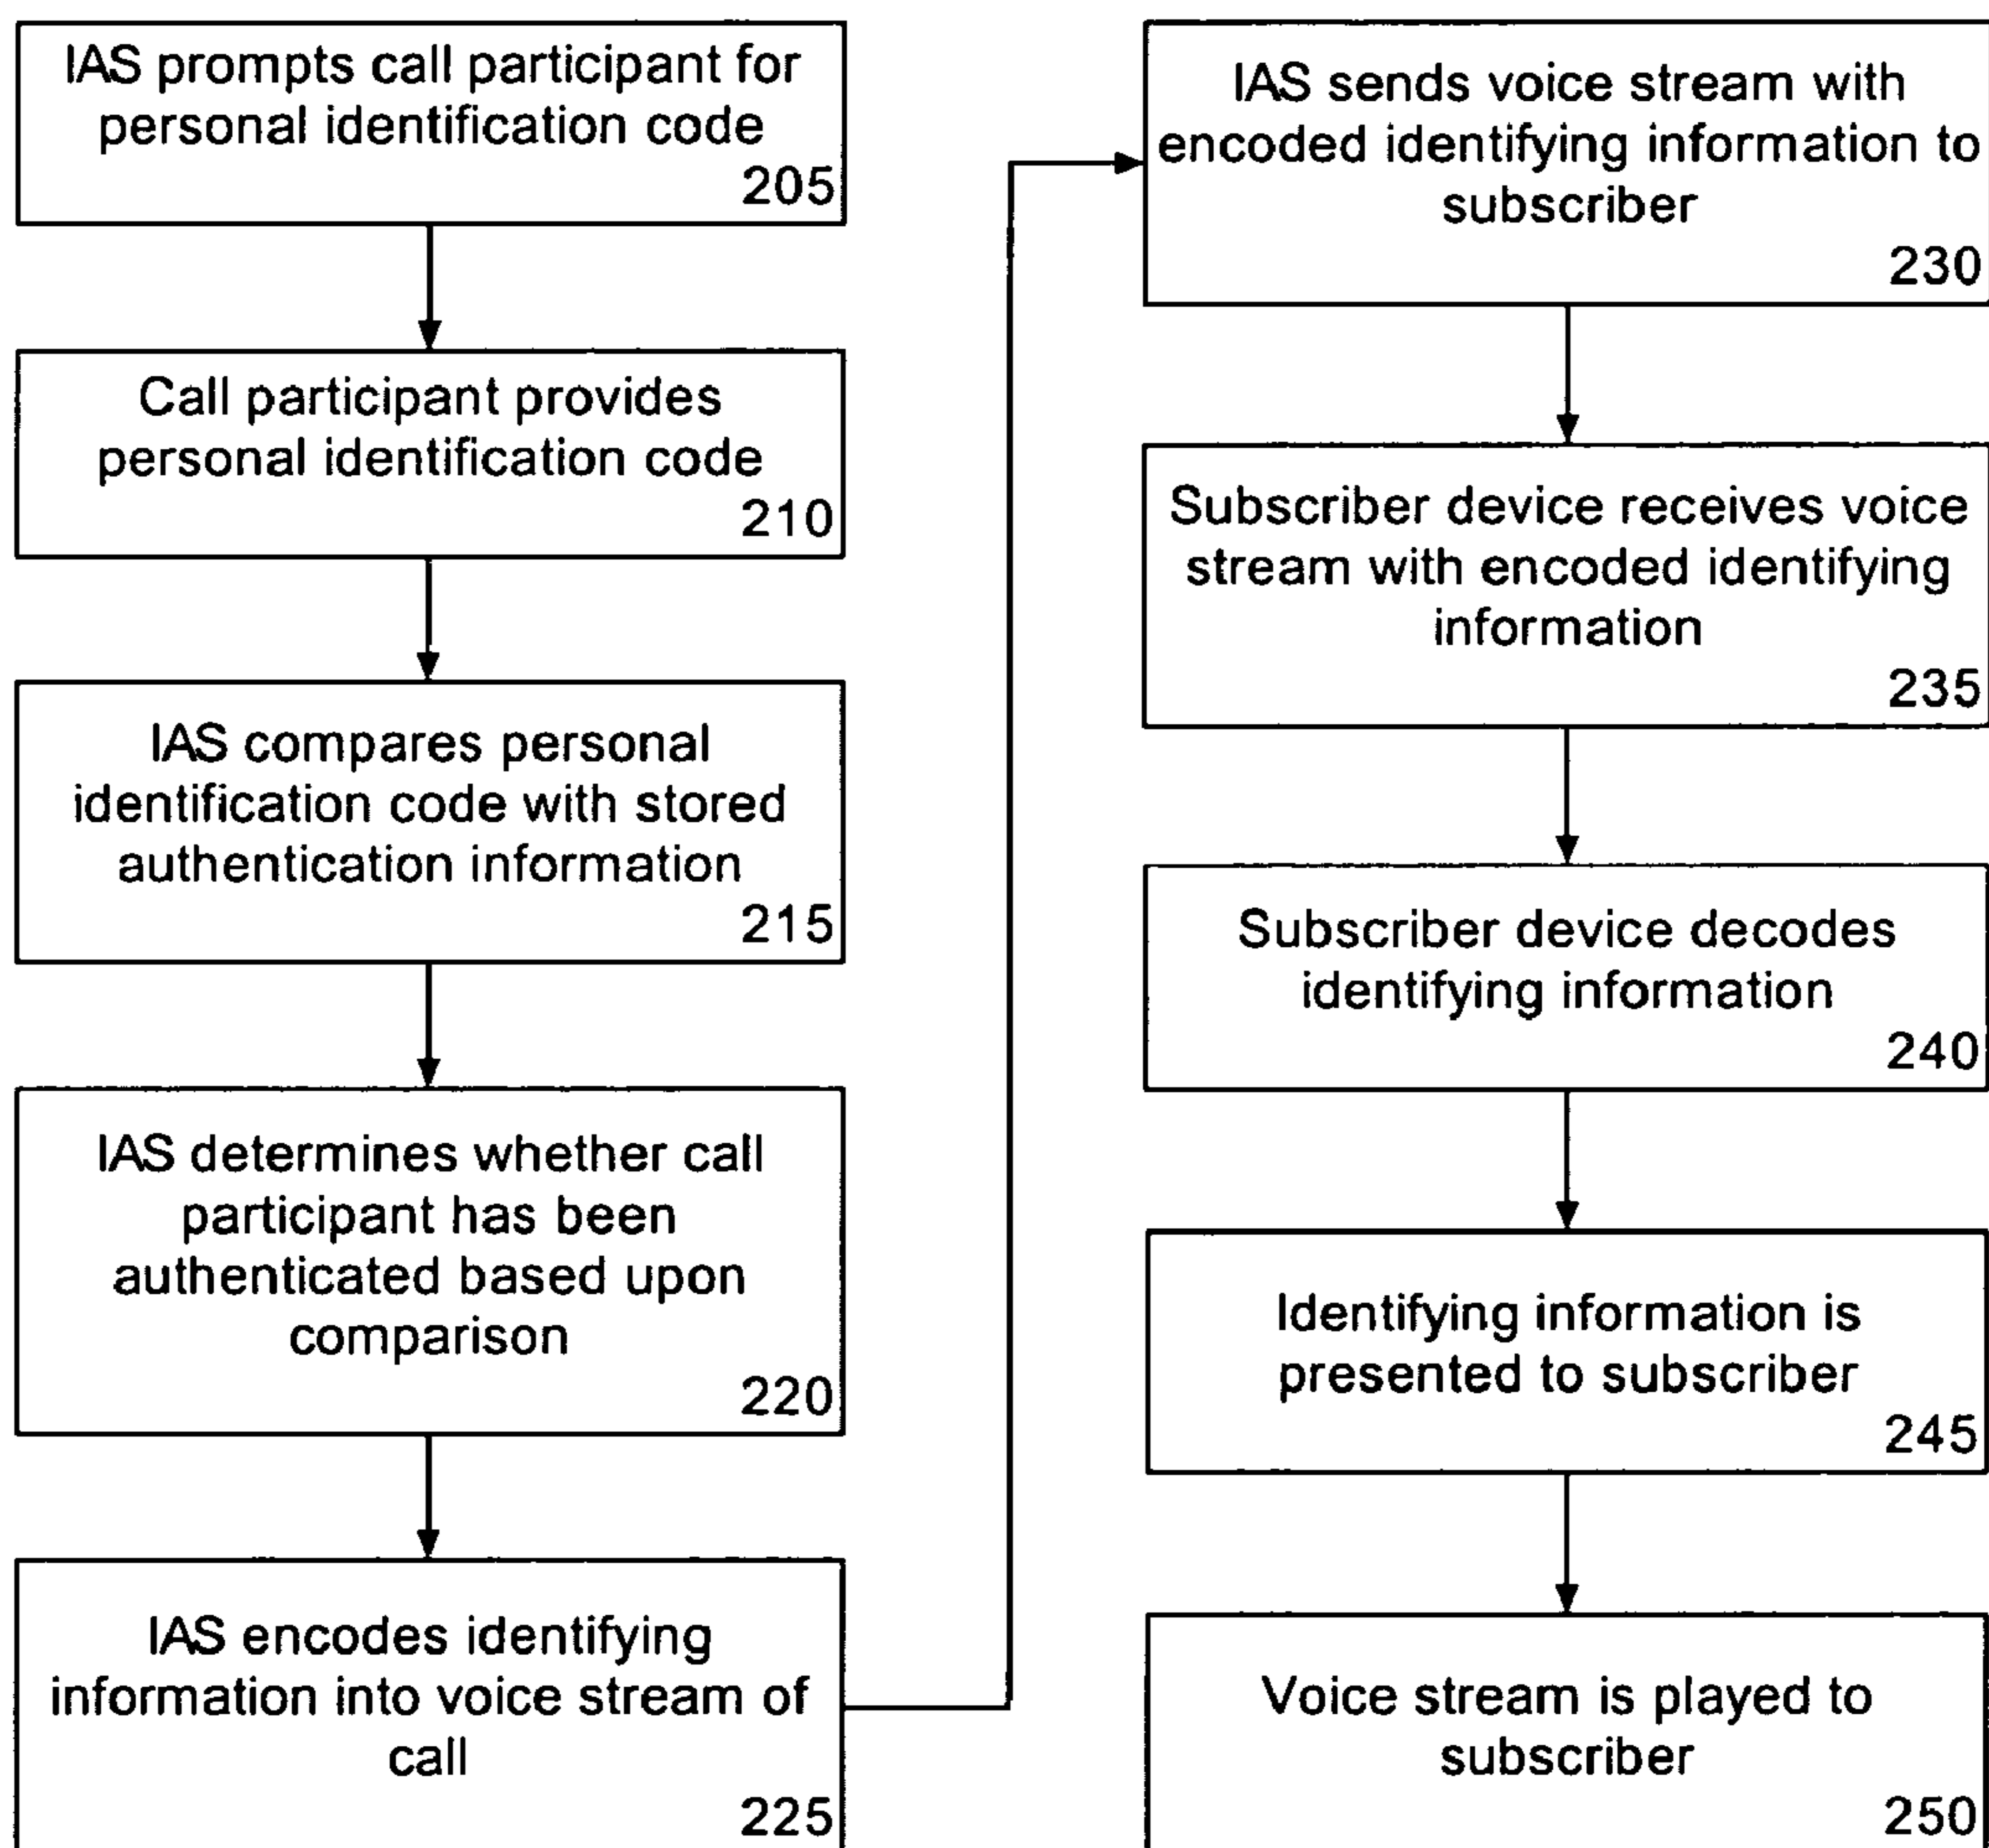 IAS prompts call participant for
personal identification code
205
Call participant provides
personal identification code
210
IAS compares personal
identification code with stored
authentication information
215
IAS determines whether call
participant has been
authenticated based upon
comparison
220
IAS encodes identifying
information into voice stream of
call
225
IAS sends voice stream with
encoded identifying information to
subscriber
230
Subscriber device receives voice
stream with encoded identifying
information
235
Subscriber device decodes
identifying information
240
Identifying information is
presented to subscriber
245
Voice stream is played to
subscriber
250